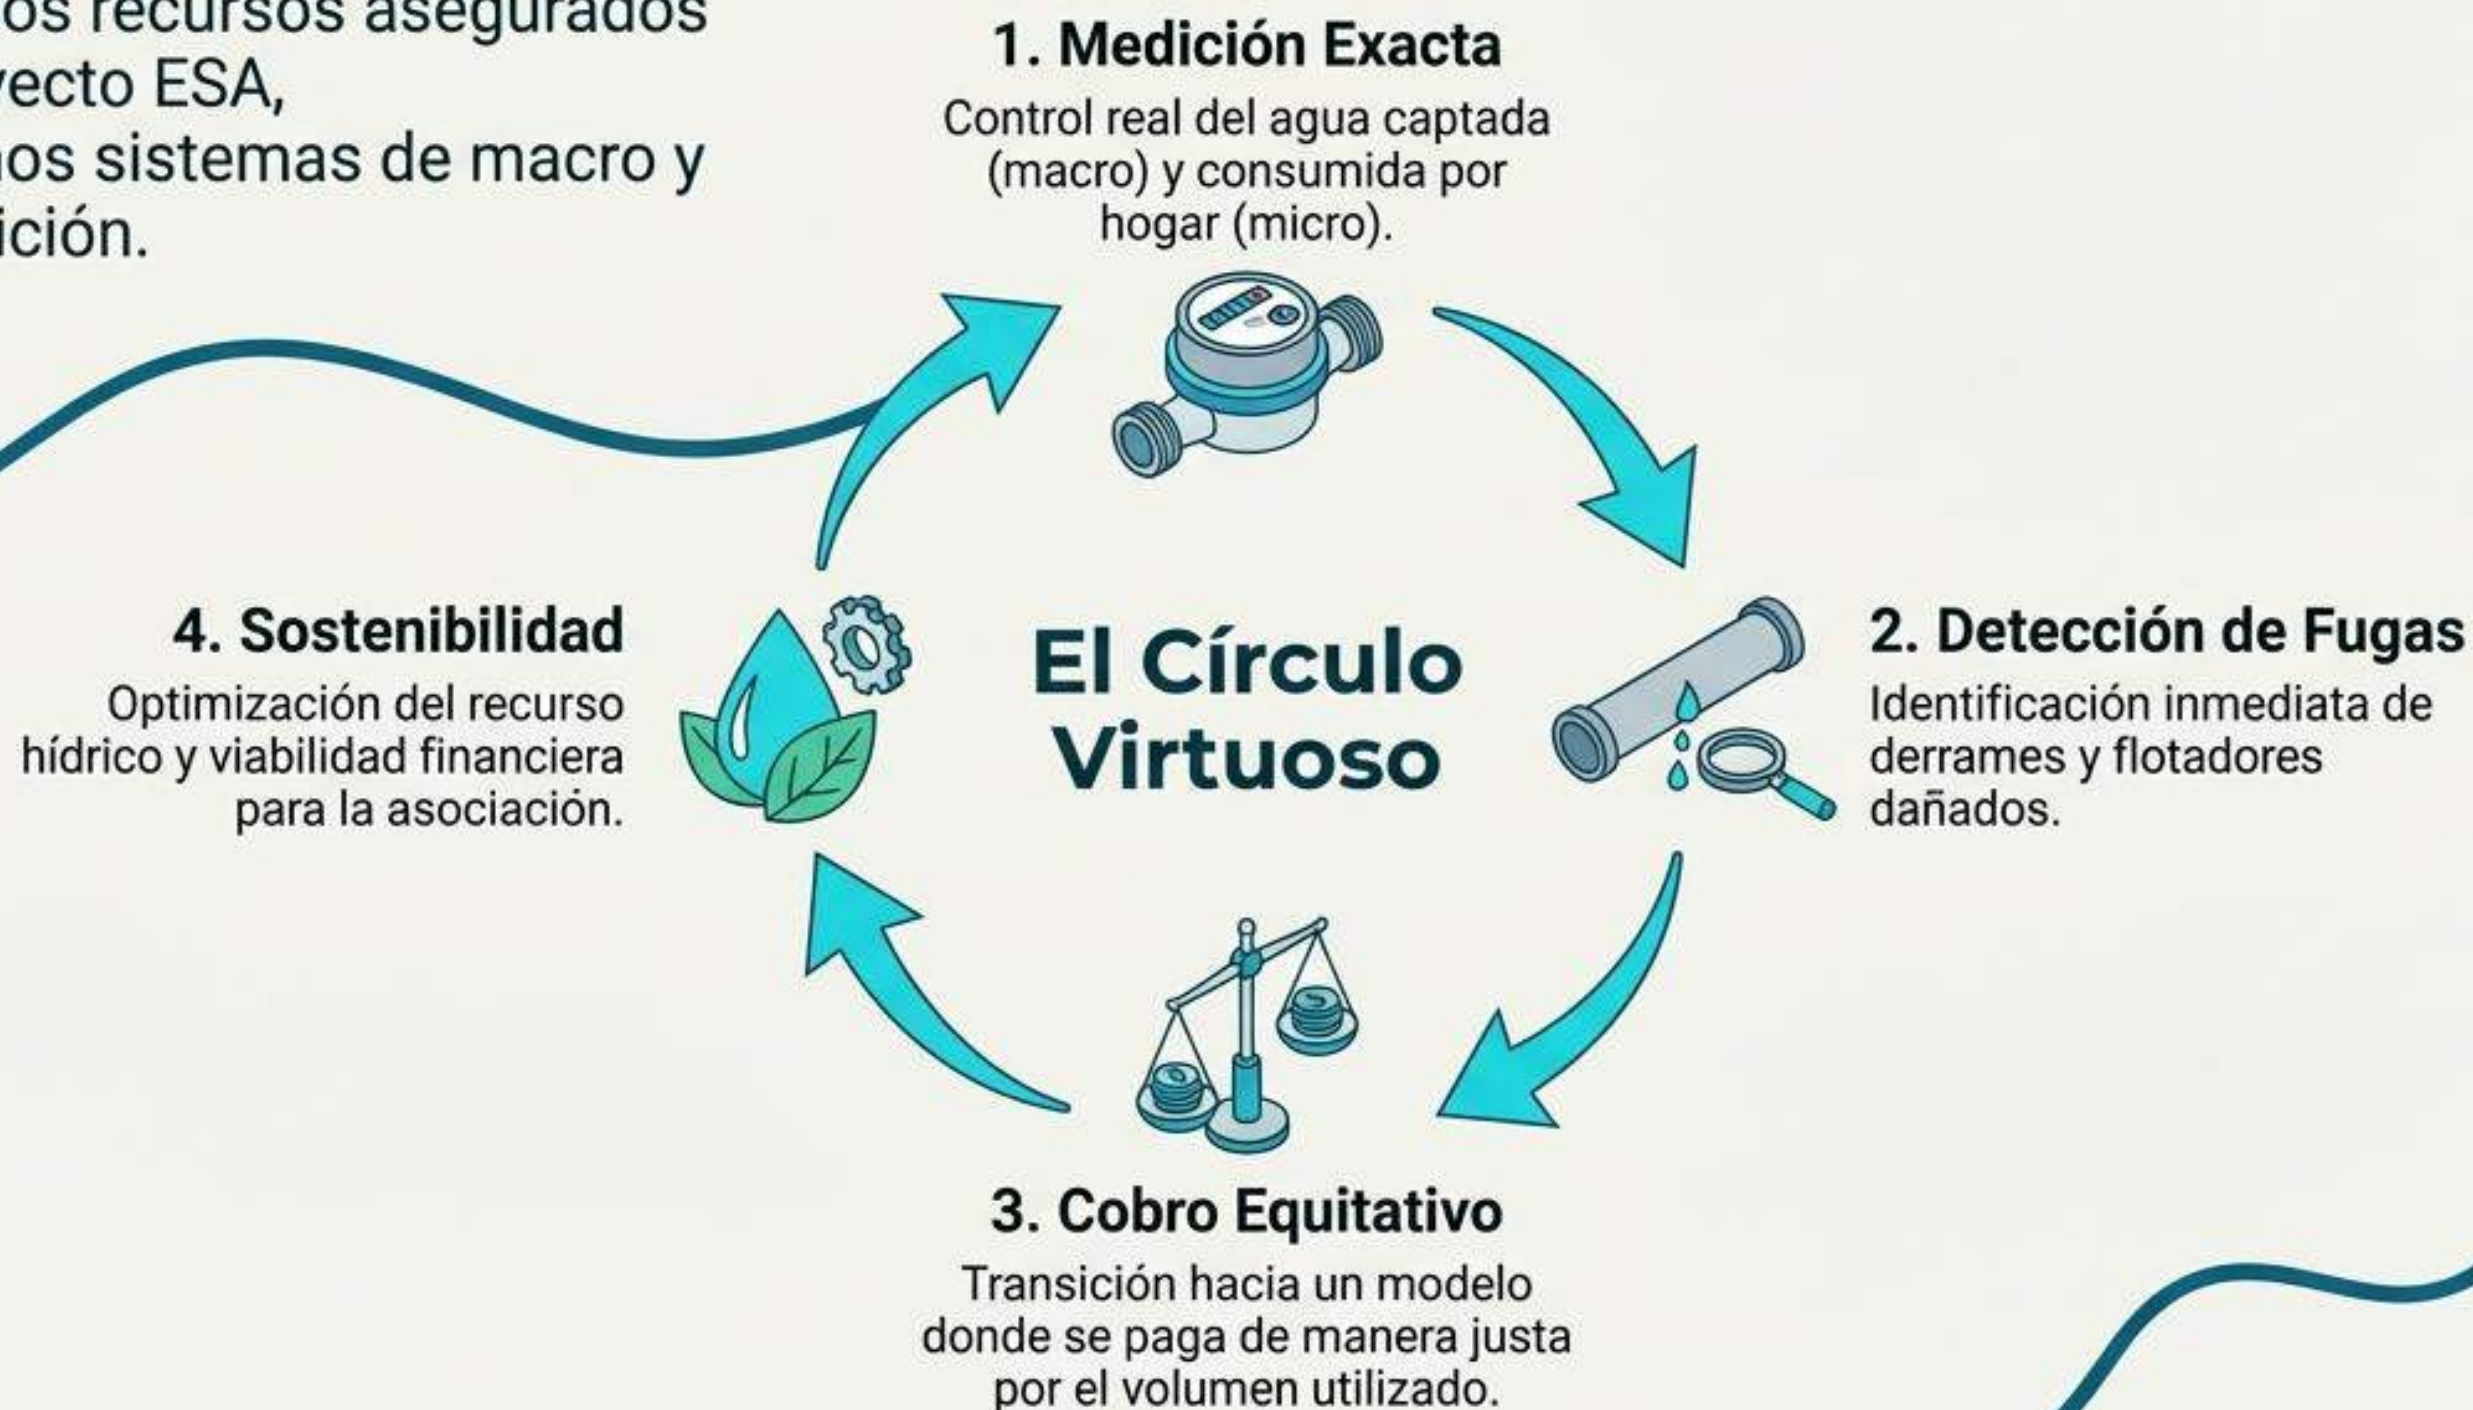 os recursos asegurados
yecto ESA,
nos sistemas de macro y
ición.
1. Medición Exacta
Control real del agua captada
(macro) y consumida por
hogar (micro).
El Círculo
Virtuoso
2. Detección de Fugas
Identificación inmediata de
derrames y flotadores
dañados.
3. Cobro Equitativo
Transición hacia un modelo
donde se paga de manera justa
por el volumen utilizado.
4. Sostenibilidad
Optimización del recurso
hídrico y viabilidad financiera
para la asociación.